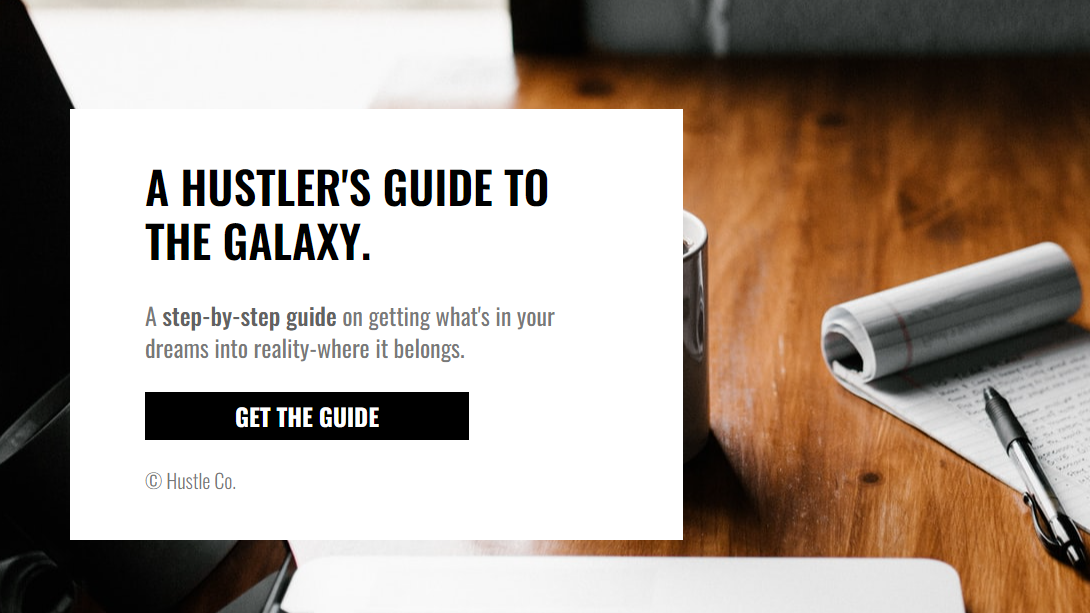 A HUSTLER'S GUIDE TO
THE GALAXY.
A step-by-step guide on getting what's in your
dreams into reality-where it belongs.
GET THE GUIDE
© Hustle Co.